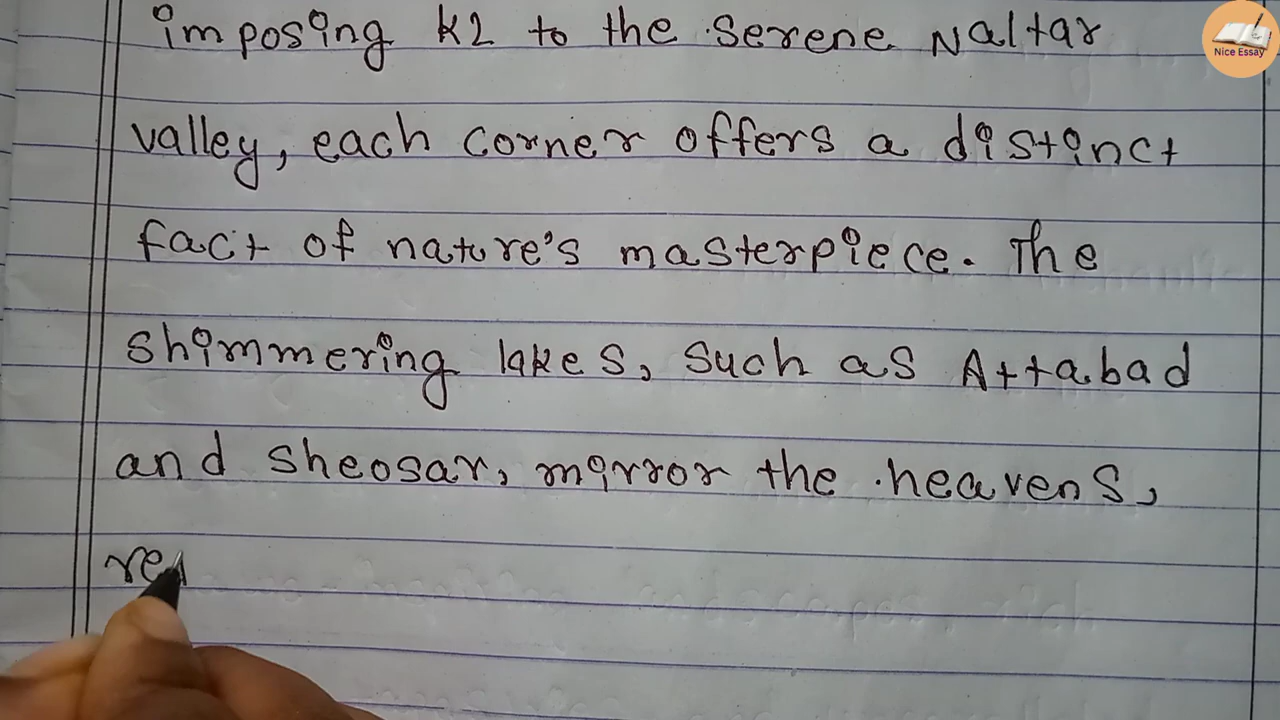 imposing K2 to the serene Naltar
valley, each corner offers a distinct
fact of nature's masterpiece. The
shimmering lakes, such as Attabad
and Sheosar, mirror the heavens,
re
Nice Essay